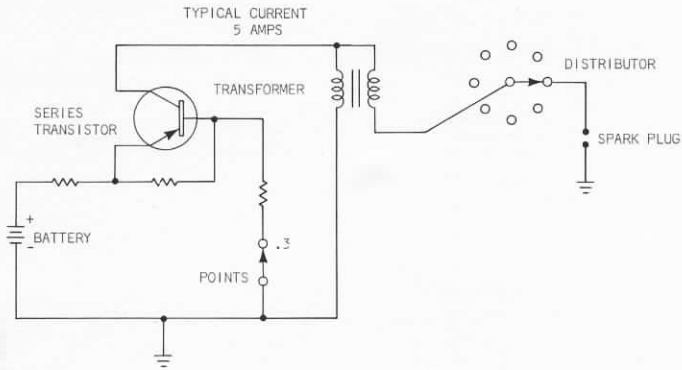 TYPICAL CURRENT
5 AMPS
DISTRIBUTOR
TRANSFORMER
SERIES
TRANSISTOR
SPARK PLUG
+
BATTERY
-
.3
POINTS